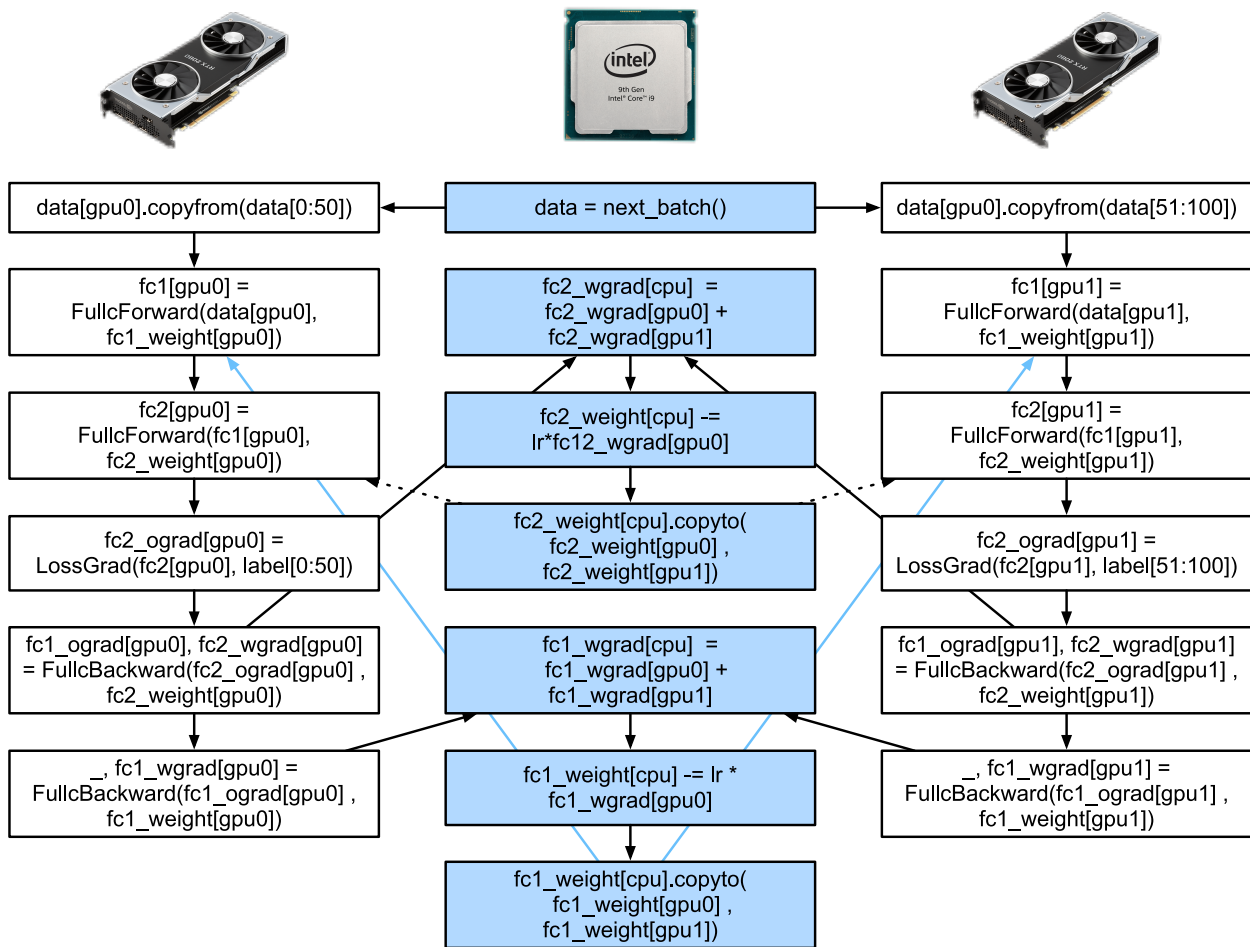 RTX 2080
intel
9th Gen
Intel® Core™ i9
RTX 2080
data[gpu0].copyfrom(data[0:50])
data = next_batch()
data[gpu0].copyfrom(data[51:100])
fc1[gpu0] =
FullcForward(data[gpu0],
fc1_weight[gpu0])
fc2_wgrad[cpu] =
fc2_wgrad[gpu0] +
fc2_wgrad[gpu1]
fc1[gpu1] =
FullcForward(data[gpu1],
fc1_weight[gpu1])
fc2[gpu0] =
FullcForward(fc1[gpu0],
fc2_weight[gpu0])
fc2_weight[cpu] -=
lr*fc12_wgrad[gpu0]
fc2[gpu1] =
FullcForward(fc1[gpu1],
fc2_weight[gpu1])
fc2_ograd[gpu0] =
LossGrad(fc2[gpu0], label[0:50])
fc2_weight[cpu].copyto(
fc2_weight[gpu0] ,
fc2_weight[gpu1])
fc2_ograd[gpu1] =
LossGrad(fc2[gpu1], label[51:100])
fc1_ograd[gpu0], fc2_wgrad[gpu0]
= FullcBackward(fc2_ograd[gpu0] ,
fc2_weight[gpu0])
fc1_wgrad[cpu] =
fc1_wgrad[gpu0] +
fc1_wgrad[gpu1]
fc1_ograd[gpu1], fc2_wgrad[gpu1]
= FullcBackward(fc2_ograd[gpu1] ,
fc2_weight[gpu1])
_, fc1_wgrad[gpu0] =
FullcBackward(fc1_ograd[gpu0] ,
fc1_weight[gpu0])
fc1_weight[cpu] -= lr *
fc1_wgrad[gpu0]
_, fc1_wgrad[gpu1] =
FullcBackward(fc1_ograd[gpu1] ,
fc1_weight[gpu1])
fc1_weight[cpu].copyto(
fc1_weight[gpu0] ,
fc1_weight[gpu1])